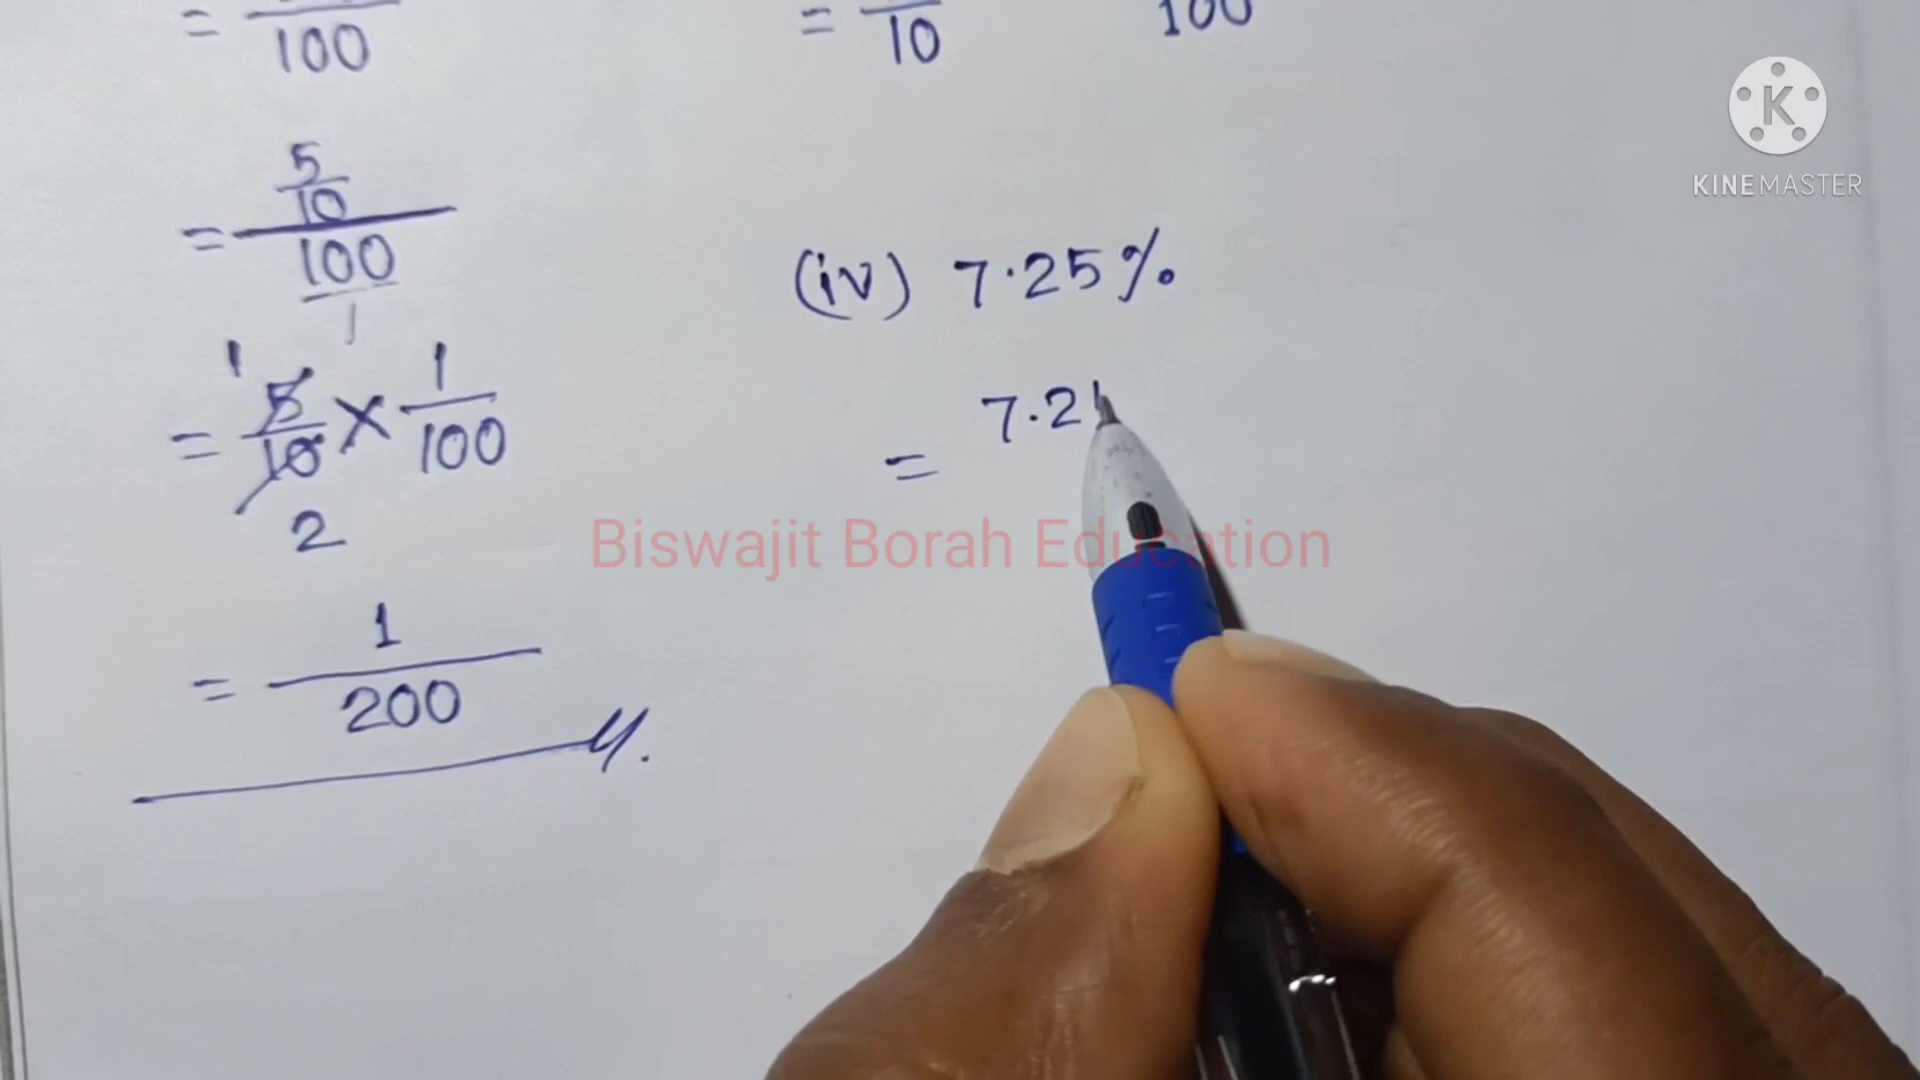 = 100
5
10
= 100
1
1
= 5/10 × 1/100
2
= 1/200
= 10 100
(iv) 7.25%
= 7.2
Biswajit Borah Education
K
KINEMASTER